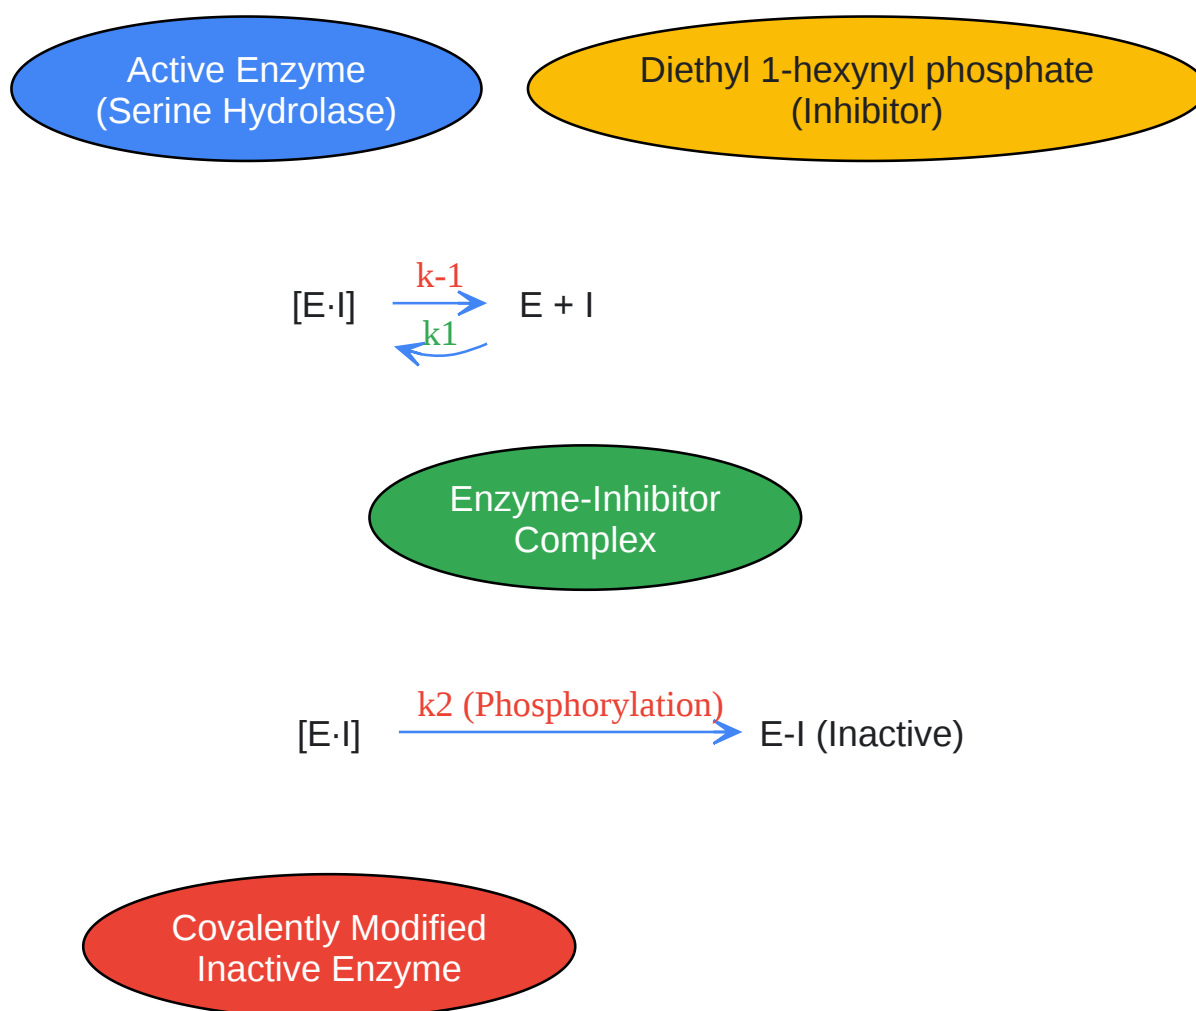 Active Enzyme
(Serine Hydrolase)
Diethyl 1-hexynyl phosphate
(Inhibitor)
k-1
[E·I]
E + I
k1
Enzyme-Inhibitor
Complex
k2 (Phosphorylation)
[E·I]
E-I (Inactive)
Covalently Modified
Inactive Enzyme